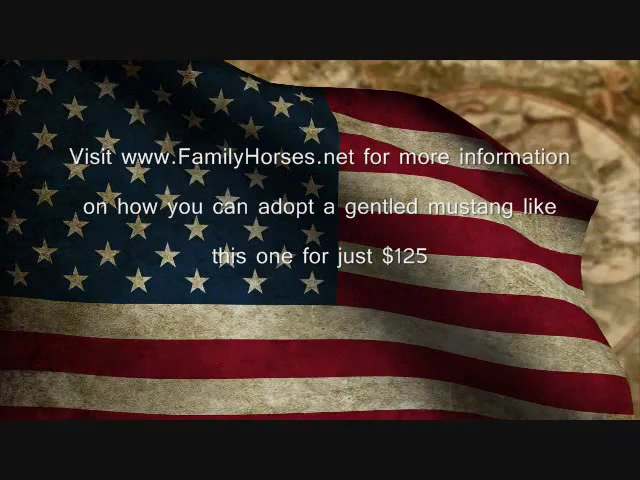 Visit www.FamilyHorses.net for more information
on how you can adopt a gentled mustang like
this one for just $125